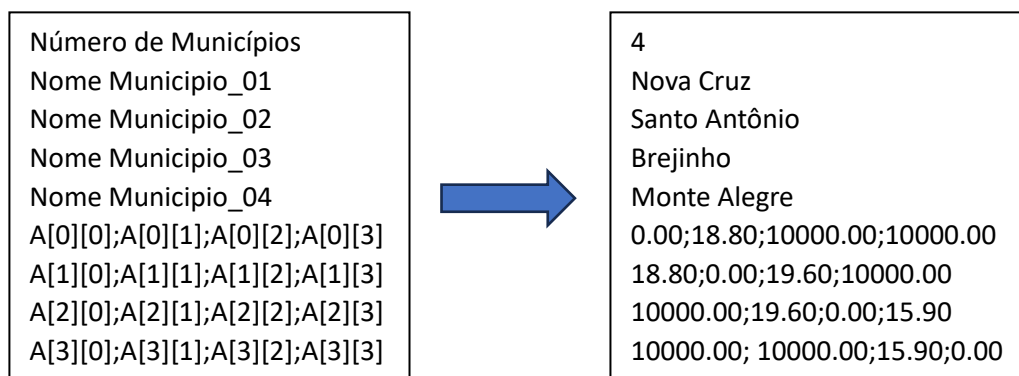 Número de Municípios
Nome Municipio_01
Nome Municipio_02
Nome Municipio_03
Nome Municipio_04
A[0][0];A[0][1];A[0][2];A[0][3]
A[1][0];A[1][1];A[1][2];A[1][3]
A[2][0];A[2][1];A[2][2];A[2][3]
A[3][0];A[3][1];A[3][2];A[3][3]
4
Nova Cruz
Santo Antônio
Brejinho
Monte Alegre
0.00;18.80;10000.00;10000.00
18.80;0.00;19.60;10000.00
10000.00;19.60;0.00;15.90
10000.00; 10000.00;15.90;0.00